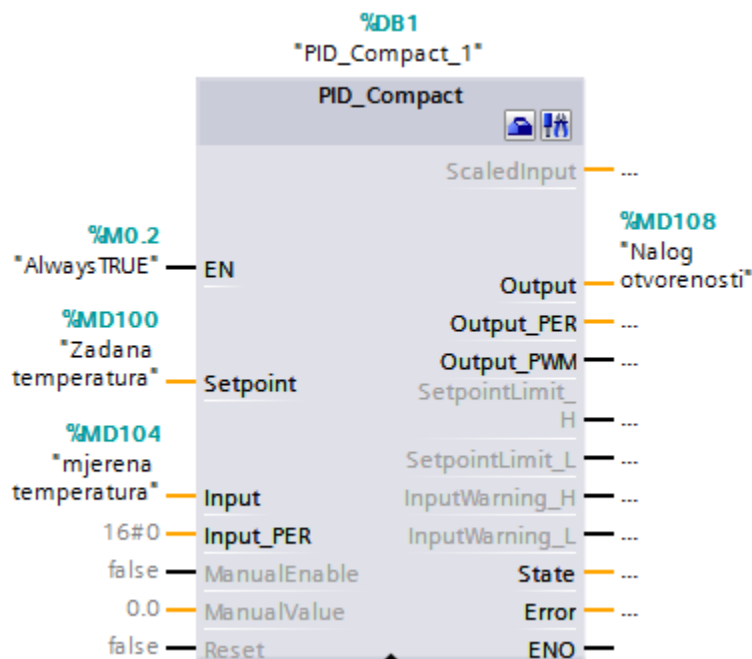 %DB1
"PID_Compact_1"
PID_Compact
ScaledInput ...
%M0.2
"AlwaysTRUE" EN
%MD108
"Nalog
otvorenosti"
Output
%MD100
"Zadana
temperatura"
Setpoint
Output_PER ...
Output_PWM ...
SetpointLimit_
H ...
%MD104
"mjerena
temperatura"
Input
SetpointLimit_L ...
InputWarning_H ...
16#0 Input_PER
InputWarning_L ...
false ManualEnable
State ...
0.0 ManualValue
Error ...
false Reset
ENO